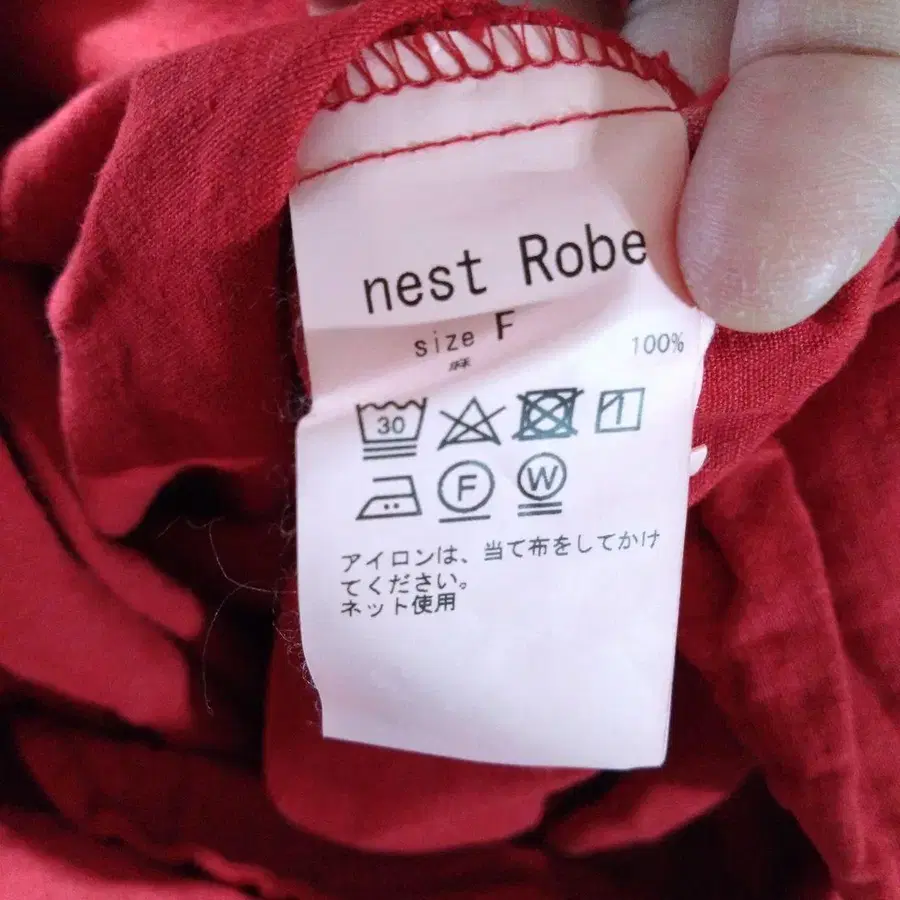 nest Robe
size F
麻 100%
30
F W
アイロンは、当て布をしてかけ
てください。
ネット使用